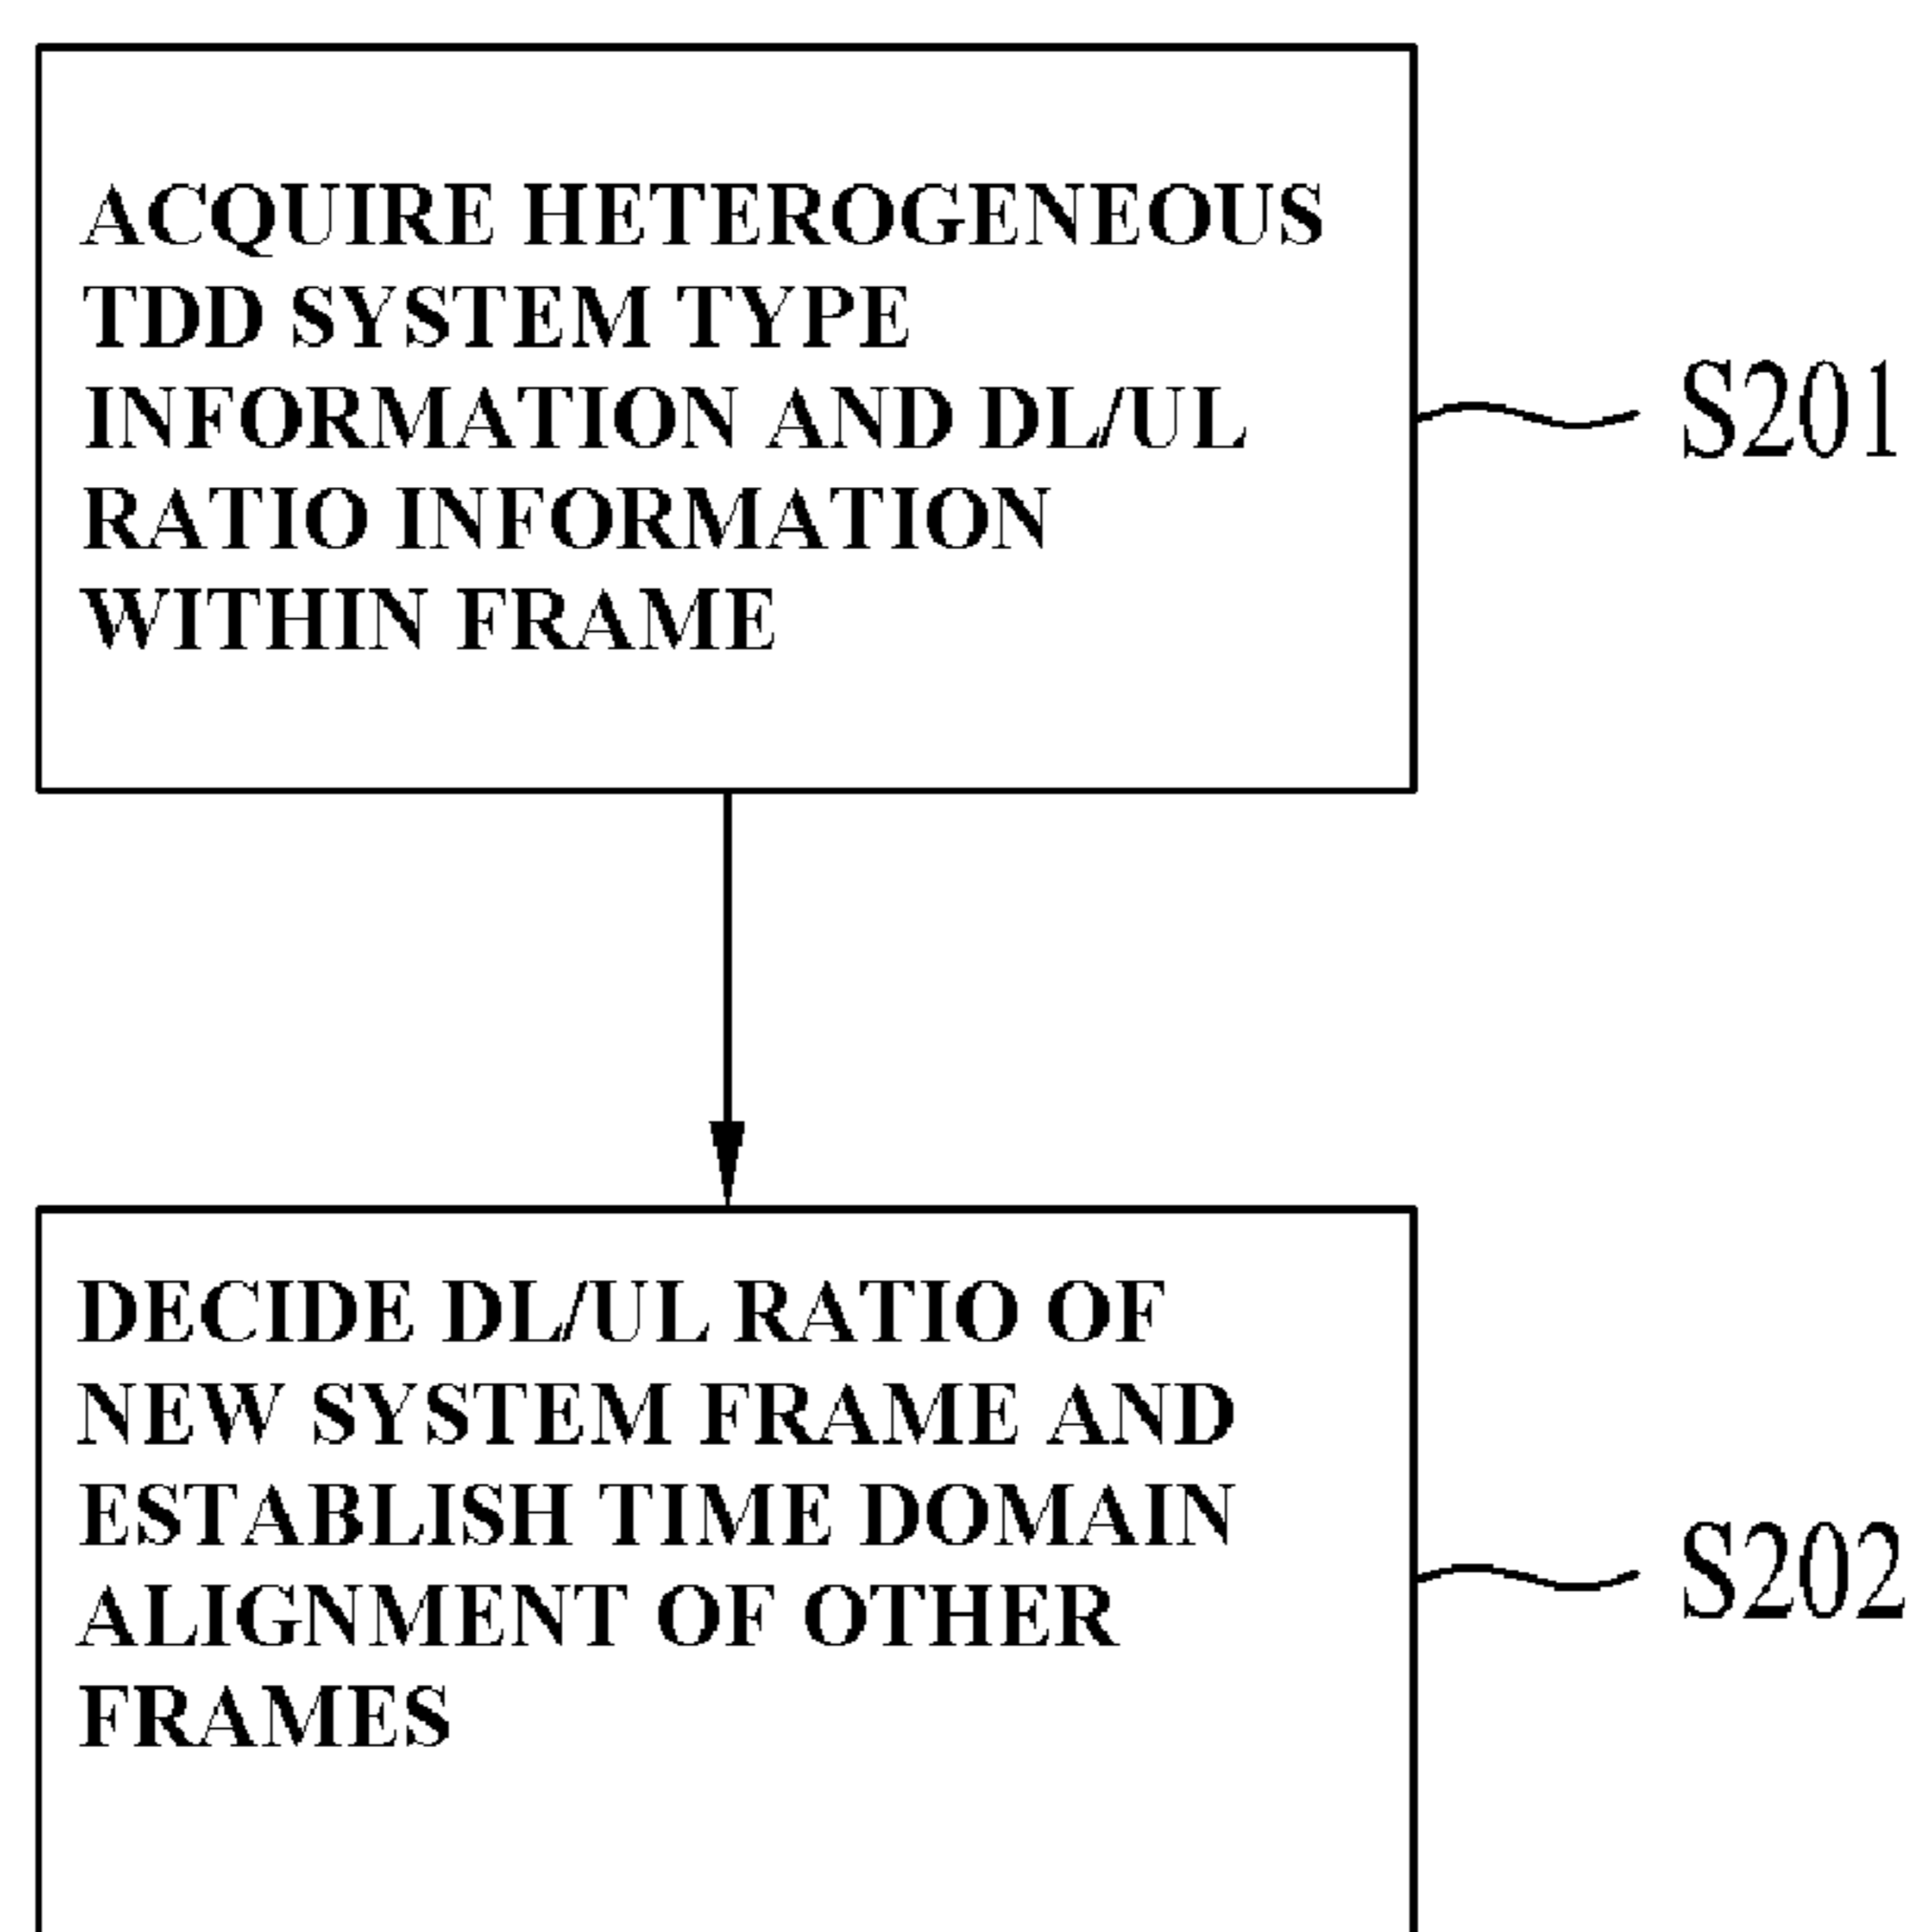 ACQUIRE HETEROGENEOUS
TDD SYSTEM TYPE
INFORMATION AND DL/UL
RATIO INFORMATION
WITHIN FRAME
S201
DECIDE DL/UL RATIO OF
NEW SYSTEM FRAME AND
ESTABLISH TIME DOMAIN
ALIGNMENT OF OTHER
FRAMES
S202